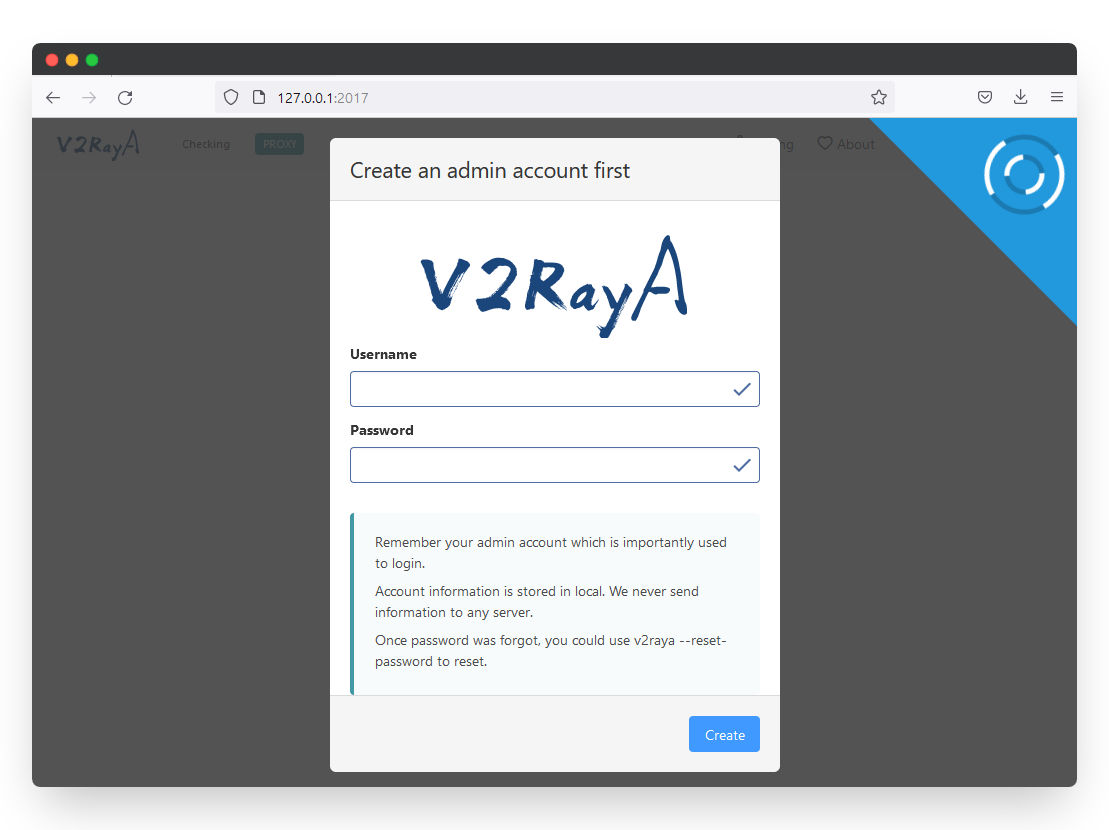 127.0.0.1:2017
V2RayA
Checking
PROXY
About
Create an admin account first
V2RayA
Username
Password
Remember your admin account which is importantly used
to login.
Account information is stored in local. We never send
information to any server.
Once password was forgot, you could use v2raya --reset-
password to reset.
Create